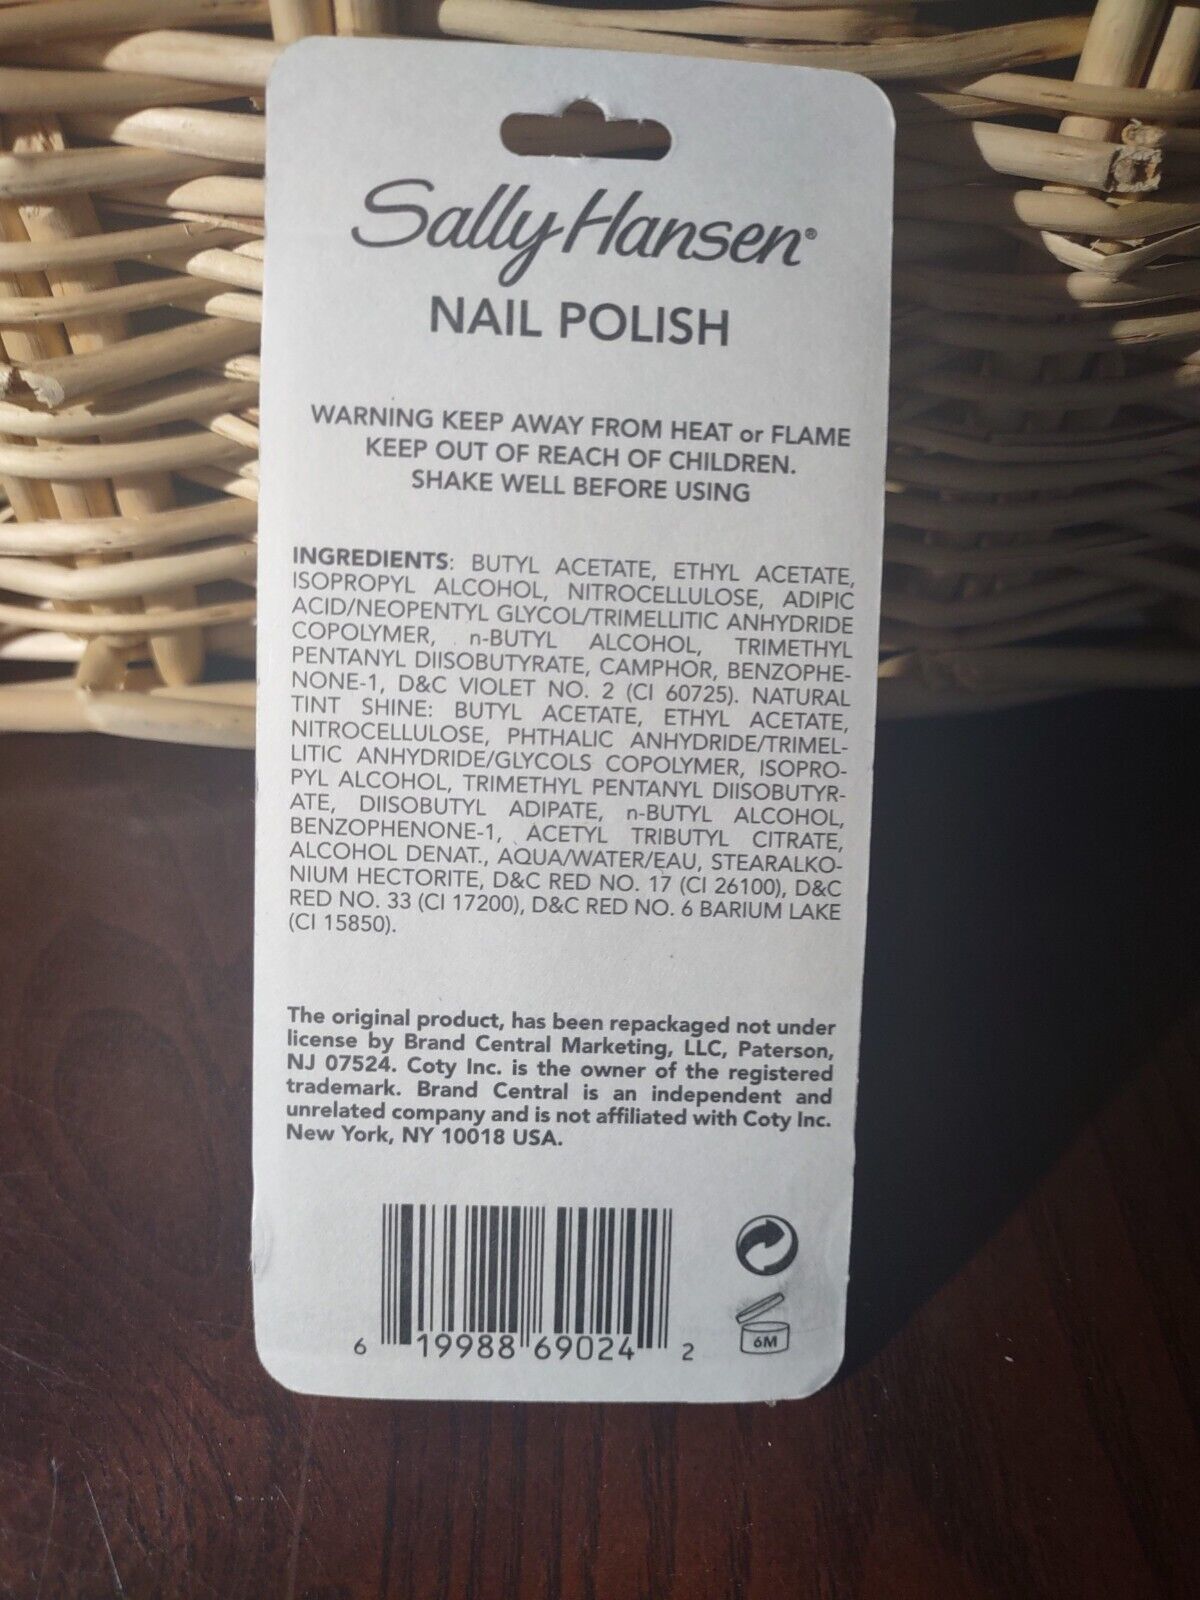 Sally Hansen®
NAIL POLISH
WARNING KEEP AWAY FROM HEAT or FLAME
KEEP OUT OF REACH OF CHILDREN.
SHAKE WELL BEFORE USING
INGREDIENTS: BUTYL ACETATE, ETHYL ACETATE,
ISOPROPYL ALCOHOL, NITROCELLULOSE, ADIPIC
ACID/NEOPENTYL GLYCOL/TRIMELLITIC ANHYDRIDE
COPOLYMER, n-BUTYL ALCOHOL, TRIMETHYL
PENTANYL DIISOBUTYRATE, CAMPHOR, BENZOPHE-
NONE-1, D&C VIOLET NO. 2 (CI 60725). NATURAL
TINT SHINE: BUTYL ACETATE, ETHYL ACETATE,
NITROCELLULOSE, PHTHALIC ANHYDRIDE/TRIMEL-
LITIC ANHYDRIDE/GLYCOLS COPOLYMER, ISOPRO-
PYL ALCOHOL, TRIMETHYL PENTANYL DIISOBUTYR-
ATE, DIISOBUTYL ADIPATE, n-BUTYL ALCOHOL,
BENZOPHENONE-1, ACETYL TRIBUTYL CITRATE,
ALCOHOL DENAT., AQUA/WATER/EAU, STEARALKO-
NIUM HECTORITE, D&C RED NO. 17 (CI 26100), D&C
RED NO. 33 (CI 17200), D&C RED NO. 6 BARIUM LAKE
(CI 15850).
The original product, has been repackaged not under
license by Brand Central Marketing, LLC, Paterson,
NJ 07524. Coty Inc. is the owner of the registered
trademark. Brand Central is an independent and
unrelated company and is not affiliated with Coty Inc.
New York, NY 10018 USA.
6 19988 69024 2
6M